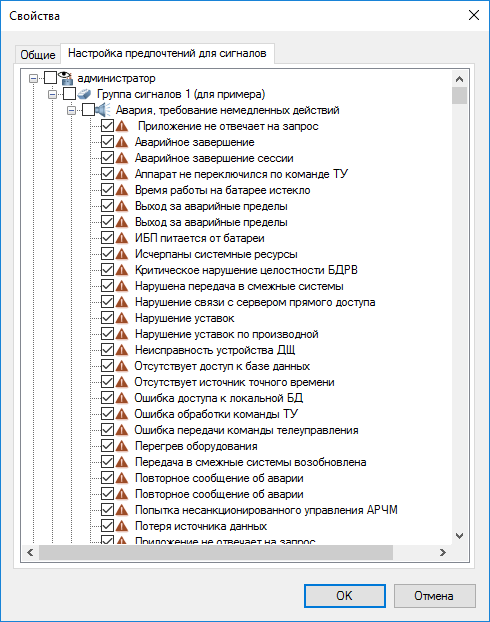 Свойства
Общие
Настройка предпочтений для сигналов
администратор
Группа сигналов 1 (для примера)
Авария, требование немедленных действий
Приложение не отвечает на запрос
Аварийное завершение
Аварийное завершение сессии
Аппарат не переключился по команде ТУ
Время работы на батарее истекло
Выход за аварийные пределы
Выход за аварийные пределы
ИБП питается от батареи
Исчерпаны системные ресурсы
Критическое нарушение целостности БДРВ
Нарушена передача в смежные системы
Нарушение связи с сервером прямого доступа
Нарушение уставок
Нарушение уставок по производной
Неисправность устройства ДЩ
Отсутствует доступ к базе данных
Отсутствует источник точного времени
Ошибка доступа к локальной БД
Ошибка обработки команды ТУ
Ошибка передачи команды телеуправления
Перегрев оборудования
Передача в смежные системы возобновлена
Повторное сообщение об аварии
Повторное сообщение об аварии
Попытка несанкционированного управления АРЧМ
Потеря источника данных
Приложение не отвечает на запрос
OK
Отмена